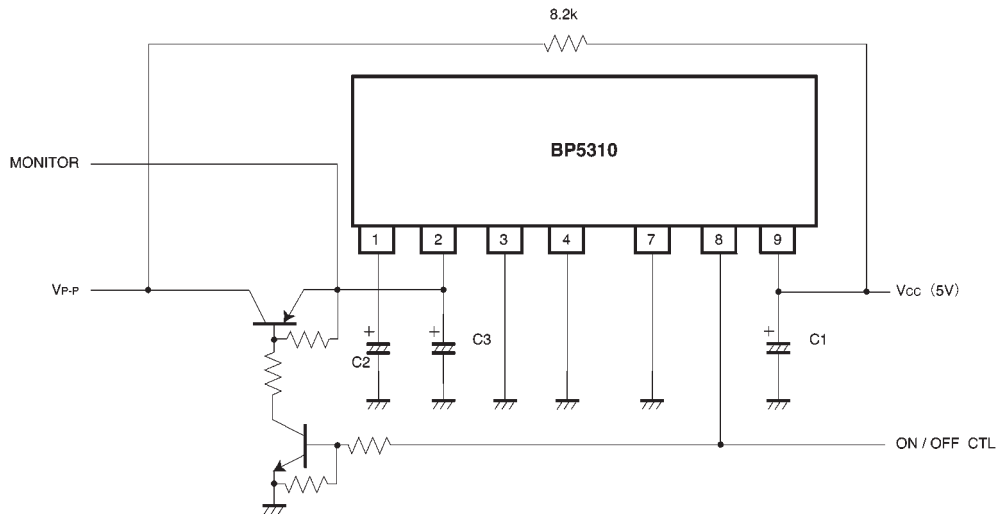 8.2k
MONITOR
BP5310
1 2 3 4 7 8 9
VP-P
VCC (5V)
+ + +
C2 C3 C1
ON / OFF CTL